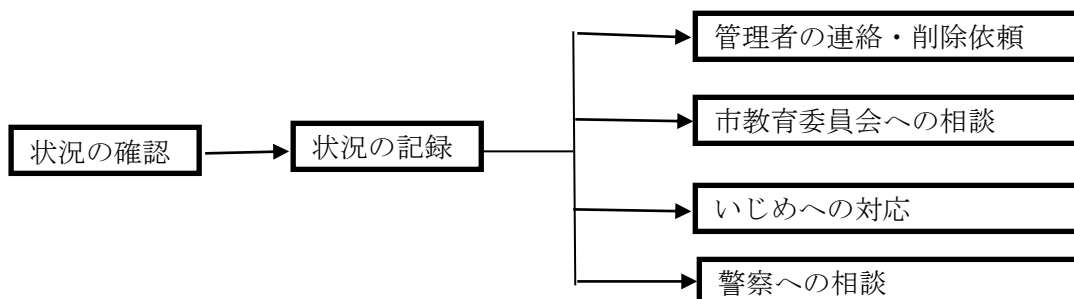 状況の確認
状況の記録
管理者の連絡・削除依頼
市教育委員会への相談
いじめへの対応
警察への相談